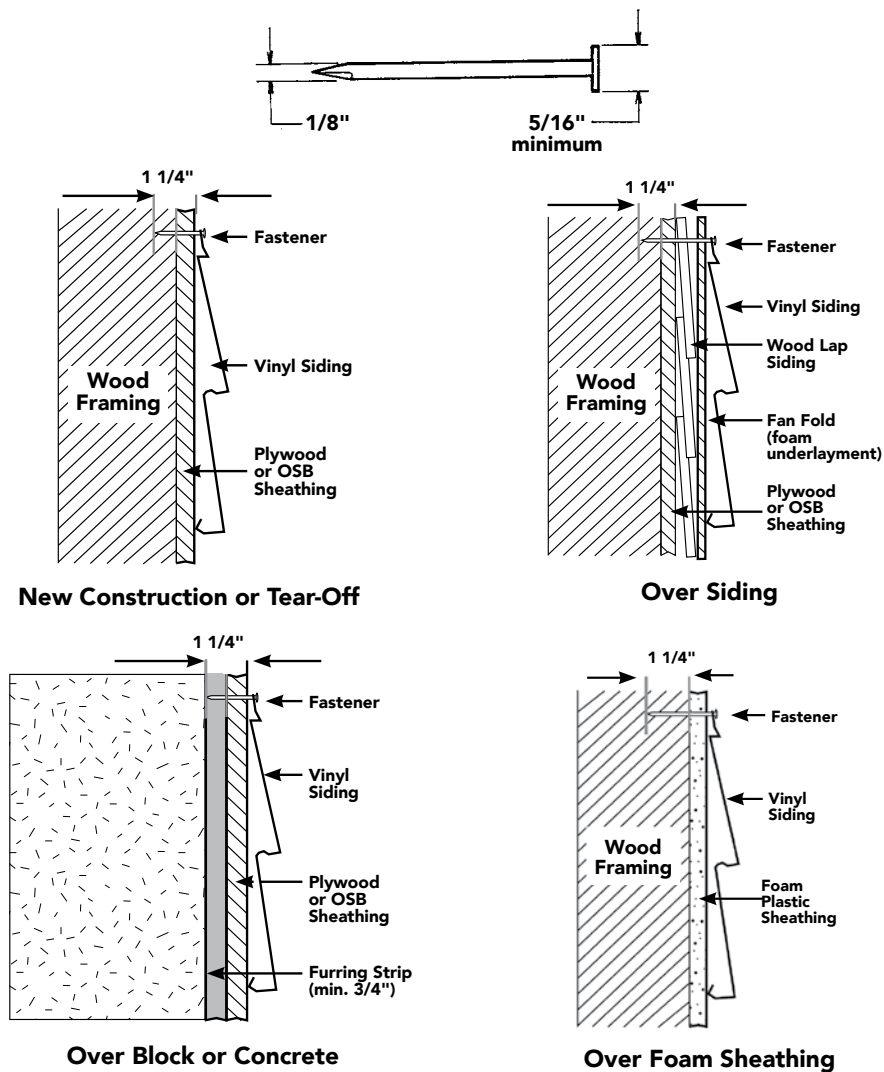 1/8"
5/16"
minimum
1 1/4"
Fastener
Vinyl Siding
Wood
Framing
Plywood
or OSB
Sheathing
New Construction or Tear-Off
1 1/4"
Fastener
Vinyl Siding
Wood Lap
Siding
Wood
Framing
Fan Fold
(foam
underlayment)
Plywood
or OSB
Sheathing
Over Siding
1 1/4"
Fastener
Vinyl
Siding
Plywood
or OSB
Sheathing
Furring Strip
(min. 3/4")
Over Block or Concrete
1 1/4"
Fastener
Vinyl
Siding
Wood
Framing
Foam
Plastic
Sheathing
Over Foam Sheathing